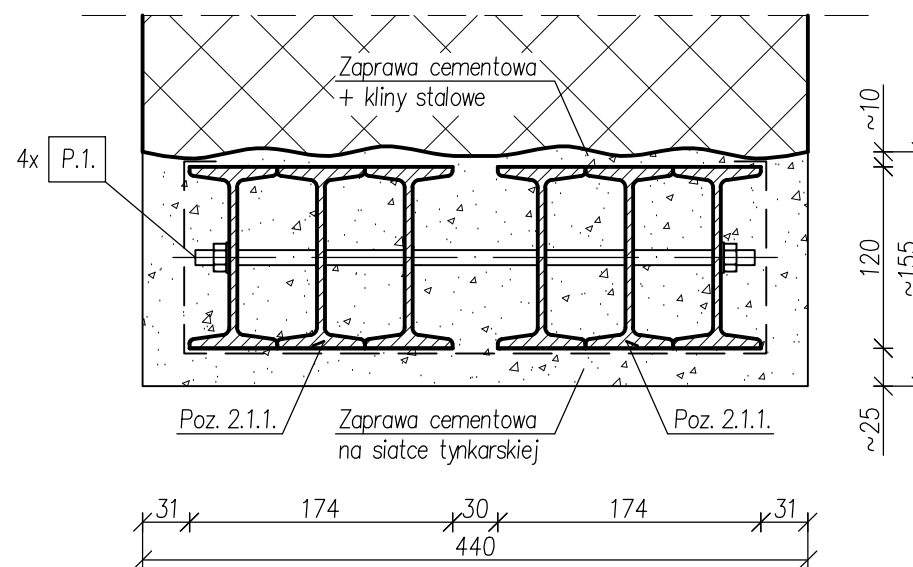 Zaprawa cementowa
+ kliny stalowe
4x P.1.
~10
120
~155
~25
Poz. 2.1.1.
Zaprawa cementowa
na siatce tynkarskiej
Poz. 2.1.1.
31 174 30 174 31
440